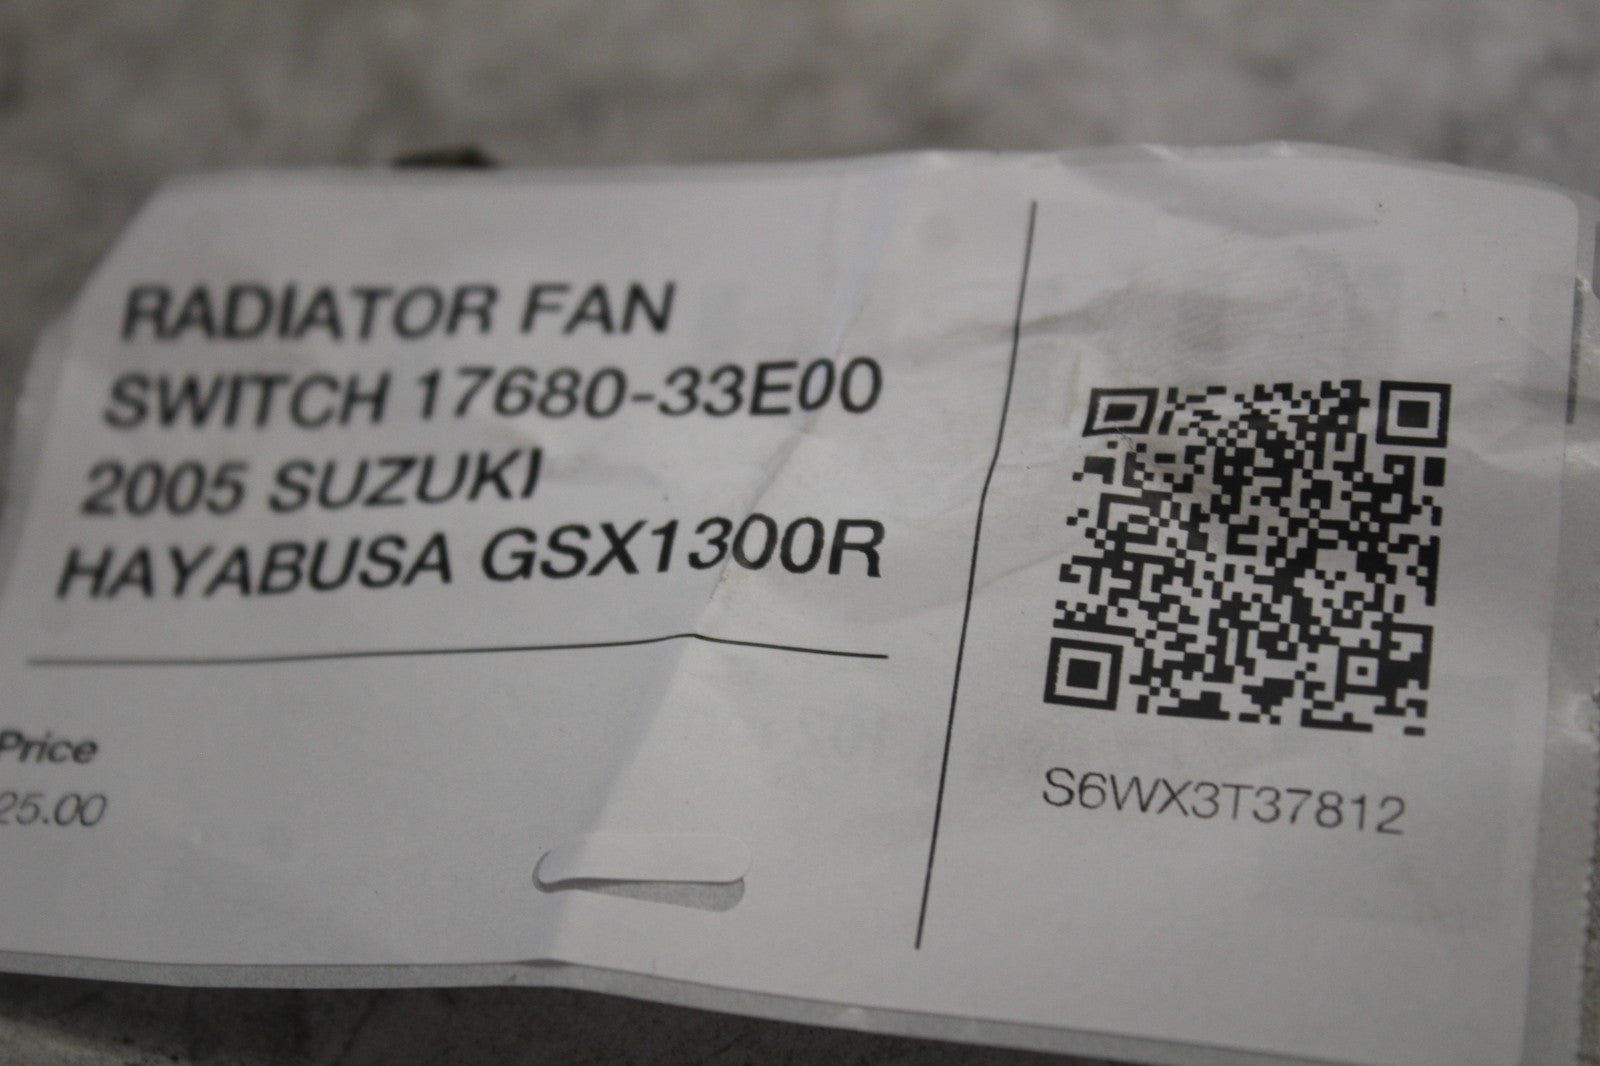 RADIATOR FAN
SWITCH 17680-33E00
2005 SUZUKI
HAYABUSA GSX1300R
Price
25.00
S6WX3T37812